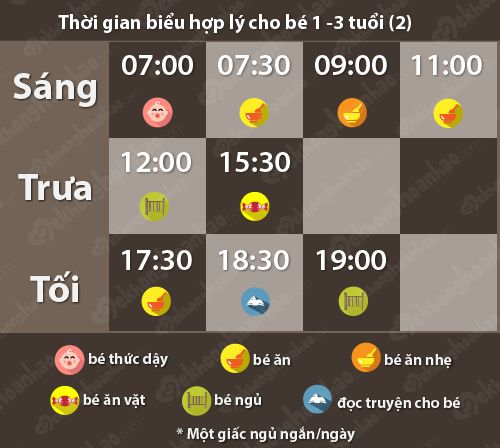 Thời gian biểu hợp lý cho bé 1 -3 tuổi (2)
Sáng 07:00 07:30 09:00 11:00
Trưa 12:00 15:30
Tối 17:30 18:30 19:00
bé thức dậy bé ăn bé ăn nhẹ
bé ăn vặt bé ngủ đọc truyện cho bé
* Một giấc ngủ ngắn/ngày